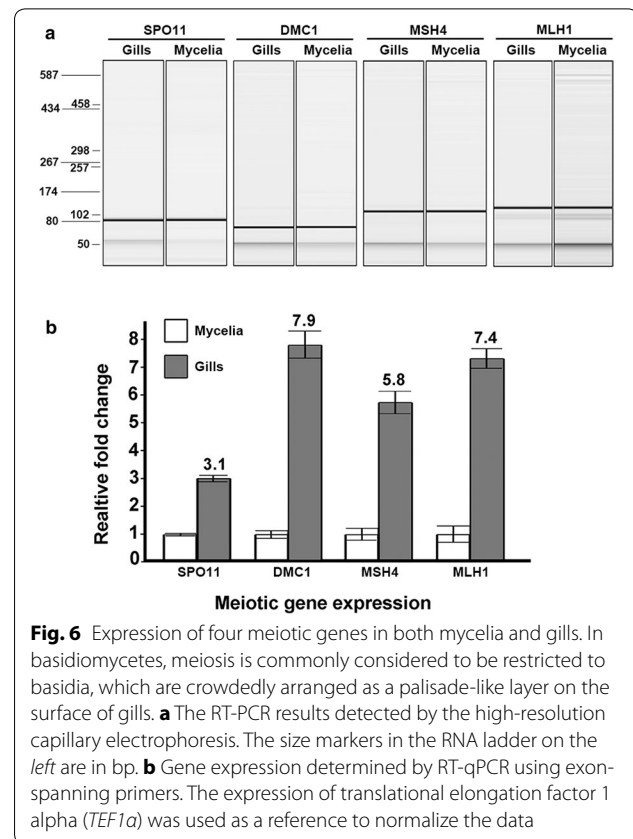 a
SPO11 DMC1 MSH4 MLH1
Gills Mycelia Gills Mycelia Gills Mycelia Gills Mycelia
587
458
434
298
267
257
174
102
80
50
b
Mycelia
Gills
Realtive fold change
8
7
6
5
4
3
2
1
0
3.1
7.9
5.8
7.4
SPO11 DMC1 MSH4 MLH1
Meiotic gene expression
Fig. 6 Expression of four meiotic genes in both mycelia and gills. In
basidiomycetes, meiosis is commonly considered to be restricted to
basidia, which are crowdedly arranged as a palisade-like layer on the
surface of gills. a The RT-PCR results detected by the high-resolution
capillary electrophoresis. The size markers in the RNA ladder on the
left are in bp. b Gene expression determined by RT-qPCR using exon-
spanning primers. The expression of translational elongation factor 1
alpha (TEF1α) was used as a reference to normalize the data